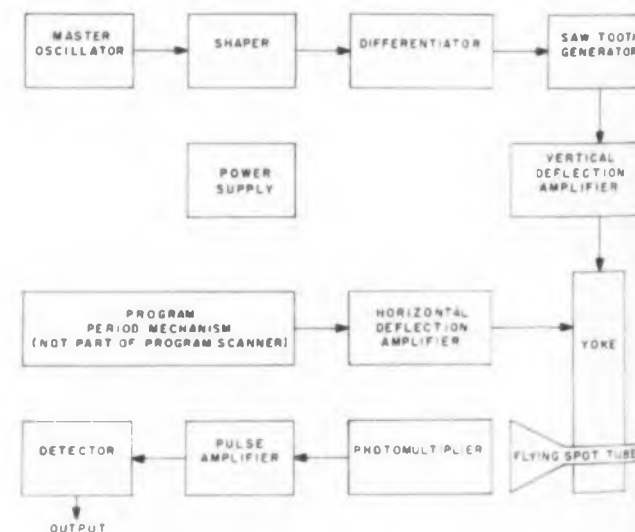 MASTER
OSCILLATOR
SHAPER
DIFFERENTIATOR
SAW TOOTH
GENERATOR
POWER
SUPPLY
VERTICAL
DEFLECTION
AMPLIFIER
PROGRAM
PERIOD MECHANISM
(NOT PART OF PROGRAM SCANNER)
HORIZONTAL
DEFLECTION
AMPLIFIER
YOKE
DETECTOR
PULSE
AMPLIFIER
PHOTOMULTIPLIER
FLYING SPOT TUBE
OUTPUT